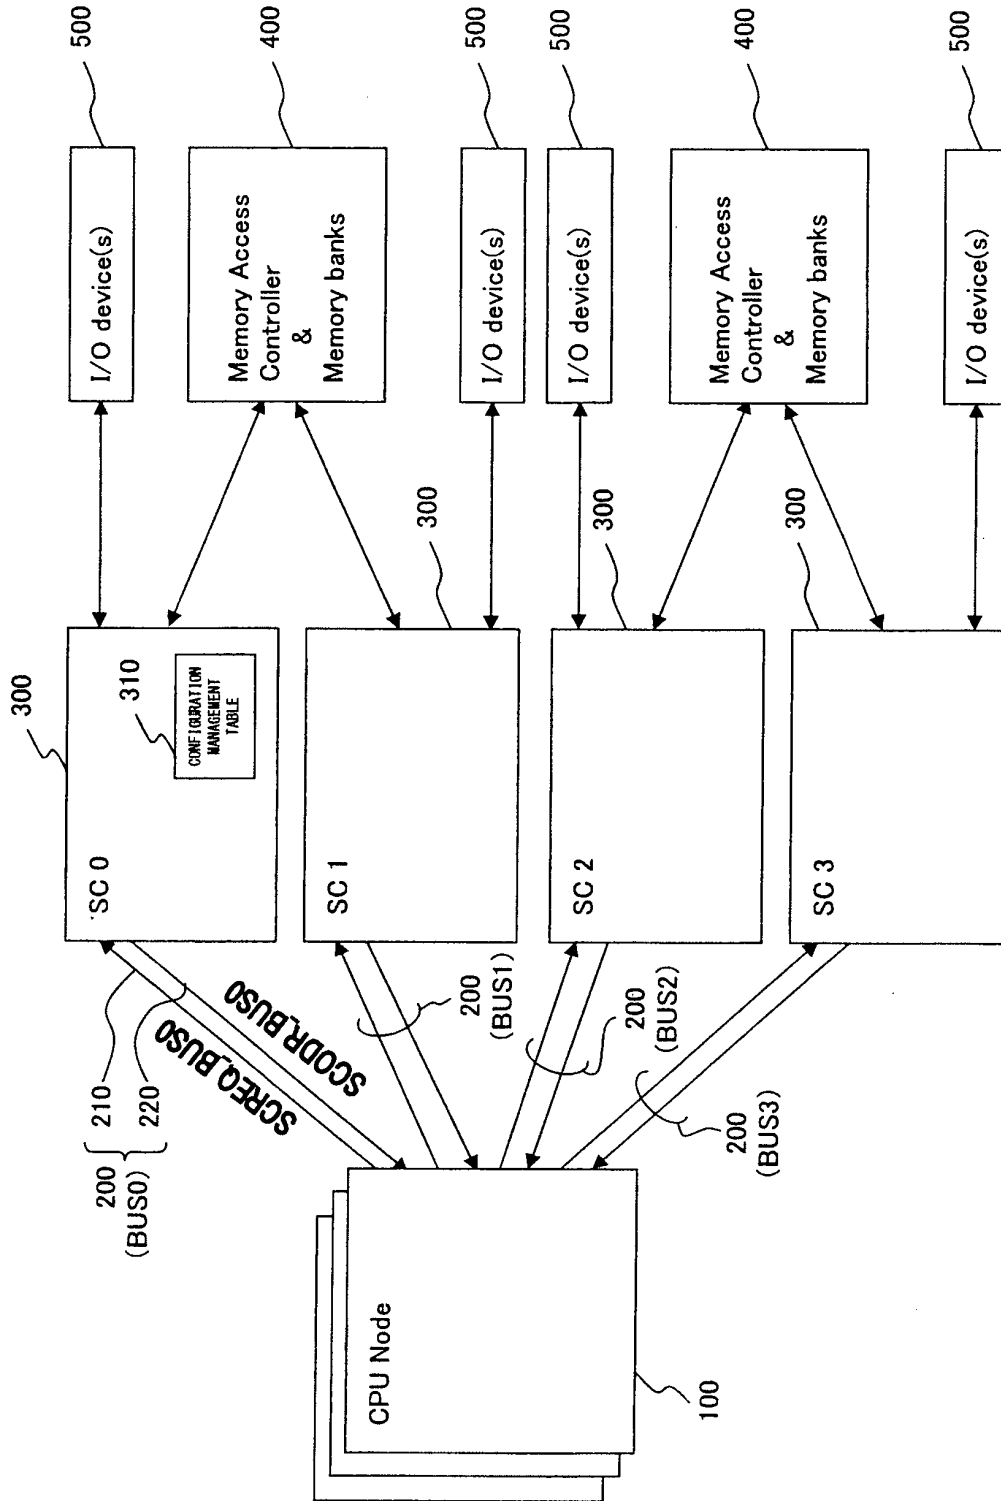 CPU Node
100
200
(BUS0)
210
220
SCREQ_BUS0
SCODR_BUS0
200
(BUS1)
200
(BUS2)
200
(BUS3)
SC 0
300
310
CONFIGURATION
MANAGEMENT
TABLE
SC 1
300
SC 2
300
SC 3
300
I/O device(s)
500
Memory Access
Controller
&
Memory banks
400
I/O device(s)
500
I/O device(s)
500
Memory Access
Controller
&
Memory banks
400
I/O device(s)
500